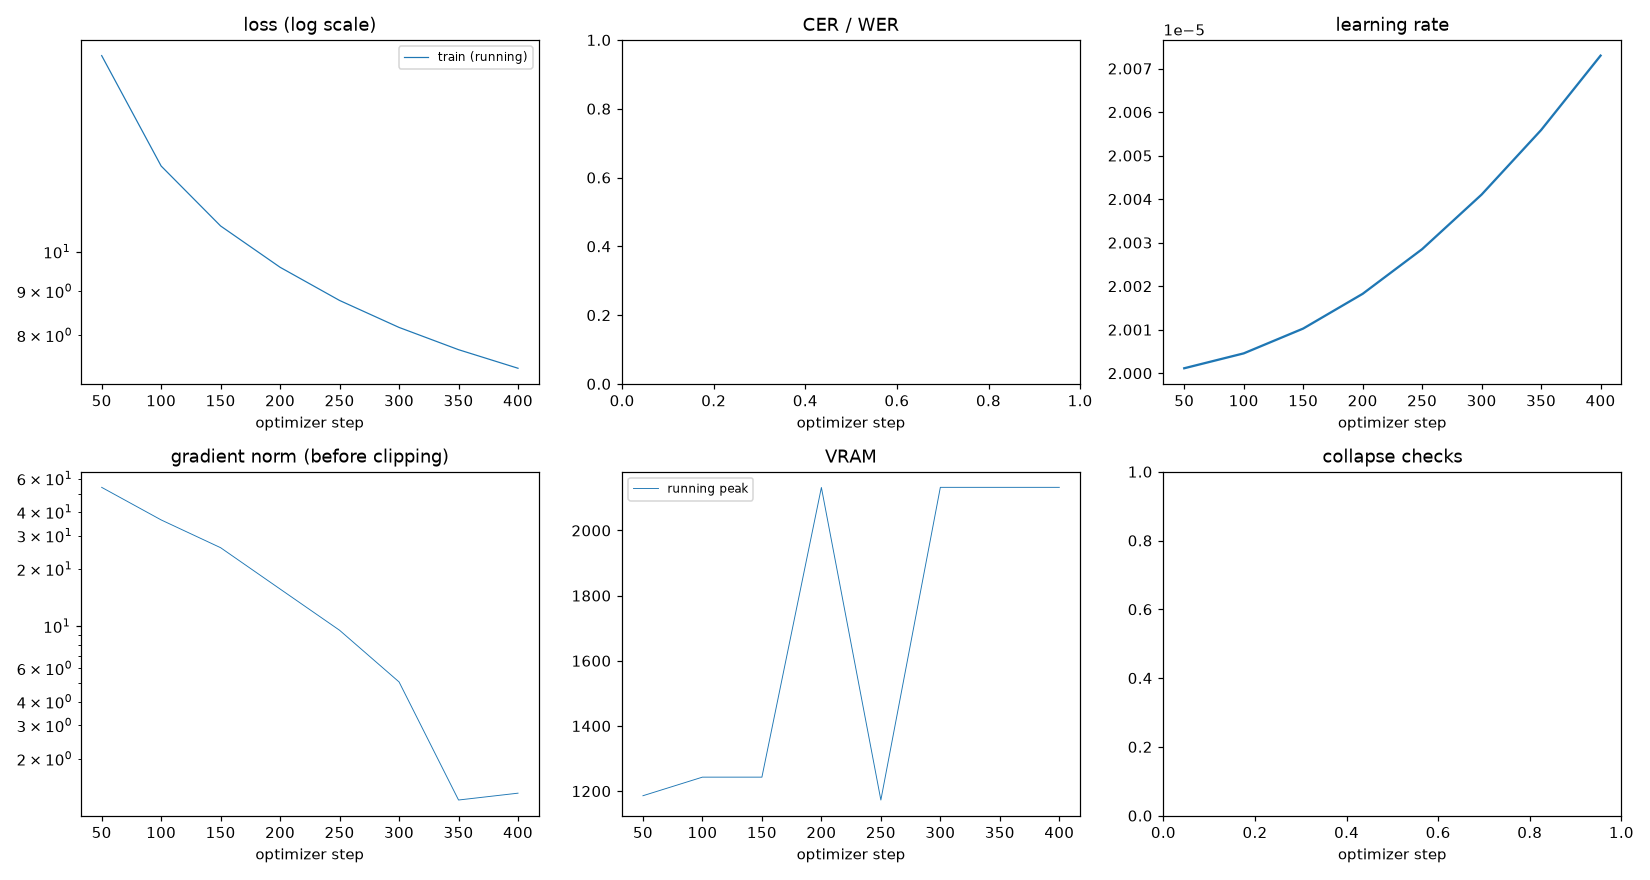 loss (log scale)
train (running)
10¹
9 × 10⁰
8 × 10⁰
50 100 150 200 250 300 350 400
optimizer step
CER / WER
1.0
0.8
0.6
0.4
0.2
0.0
0.0 0.2 0.4 0.6 0.8 1.0
optimizer step
learning rate
1e−5
2.007
2.006
2.005
2.004
2.003
2.002
2.001
2.000
50 100 150 200 250 300 350 400
optimizer step
gradient norm (before clipping)
6 × 10¹
4 × 10¹
3 × 10¹
2 × 10¹
10¹
6 × 10⁰
4 × 10⁰
3 × 10⁰
2 × 10⁰
50 100 150 200 250 300 350 400
optimizer step
VRAM
running peak
2000
1800
1600
1400
1200
50 100 150 200 250 300 350 400
optimizer step
collapse checks
1.0
0.8
0.6
0.4
0.2
0.0
0.0 0.2 0.4 0.6 0.8 1.0
optimizer step